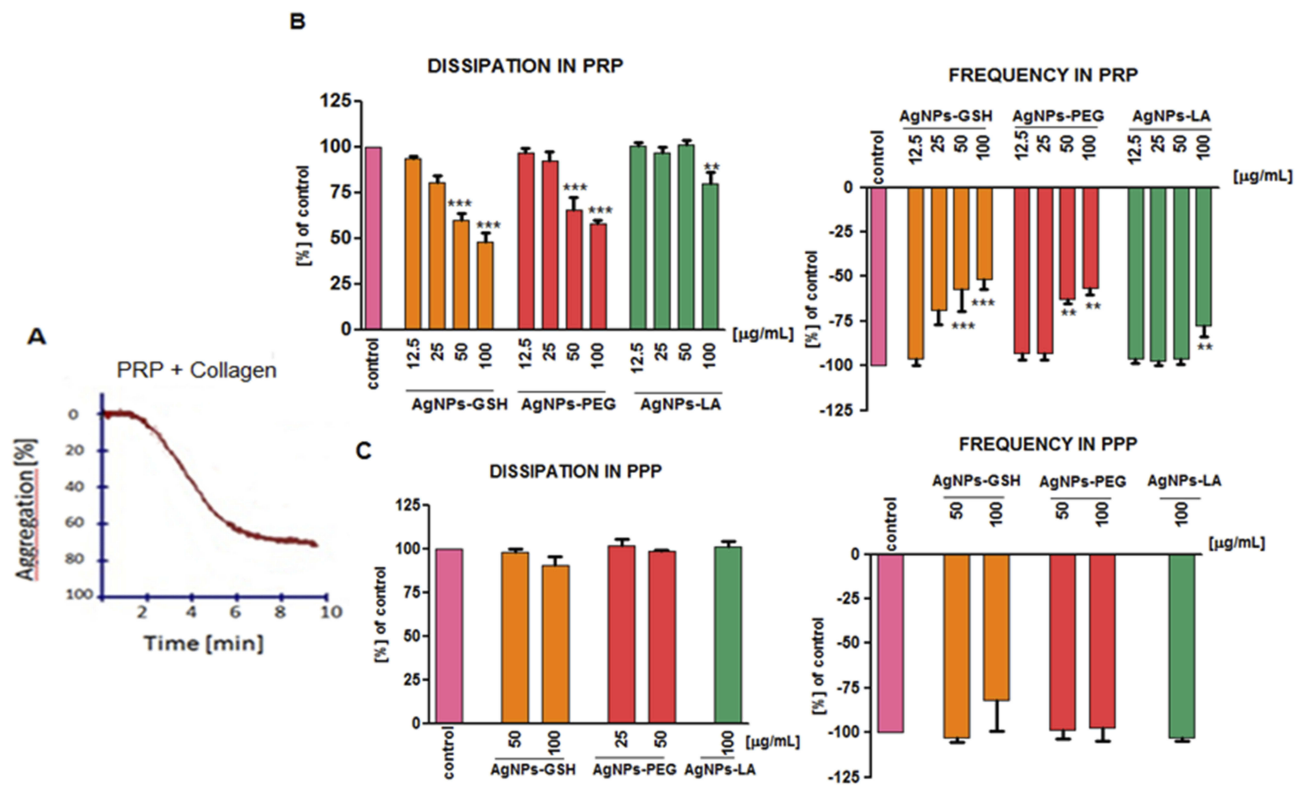 A
PRP + Collagen
Aggregation [%]
0
20
40
60
80
100
2 4 6 8 10
Time [min]
B
DISSIPATION IN PRP
[%] of control
125
100
75
50
25
0
*** *** *** *** **
control 12.5 25 50 100 12.5 25 50 100 12.5 25 50 100 [µg/mL]
AgNPs-GSH AgNPs-PEG AgNPs-LA
FREQUENCY IN PRP
AgNPs-GSH AgNPs-PEG AgNPs-LA
control 12.5 25 50 100 12.5 25 50 100 12.5 25 50 100
[µg/mL]
[%] of control
0
-25
-50
-75
-100
-125
*** *** ** ** **
C
DISSIPATION IN PPP
[%] of control
125
100
75
50
25
0
control 50 100 25 50 100 [µg/mL]
AgNPs-GSH AgNPs-PEG AgNPs-LA
FREQUENCY IN PPP
AgNPs-GSH AgNPs-PEG AgNPs-LA
control 50 100 50 100 100
[µg/mL]
[%] of control
0
-25
-50
-75
-100
-125